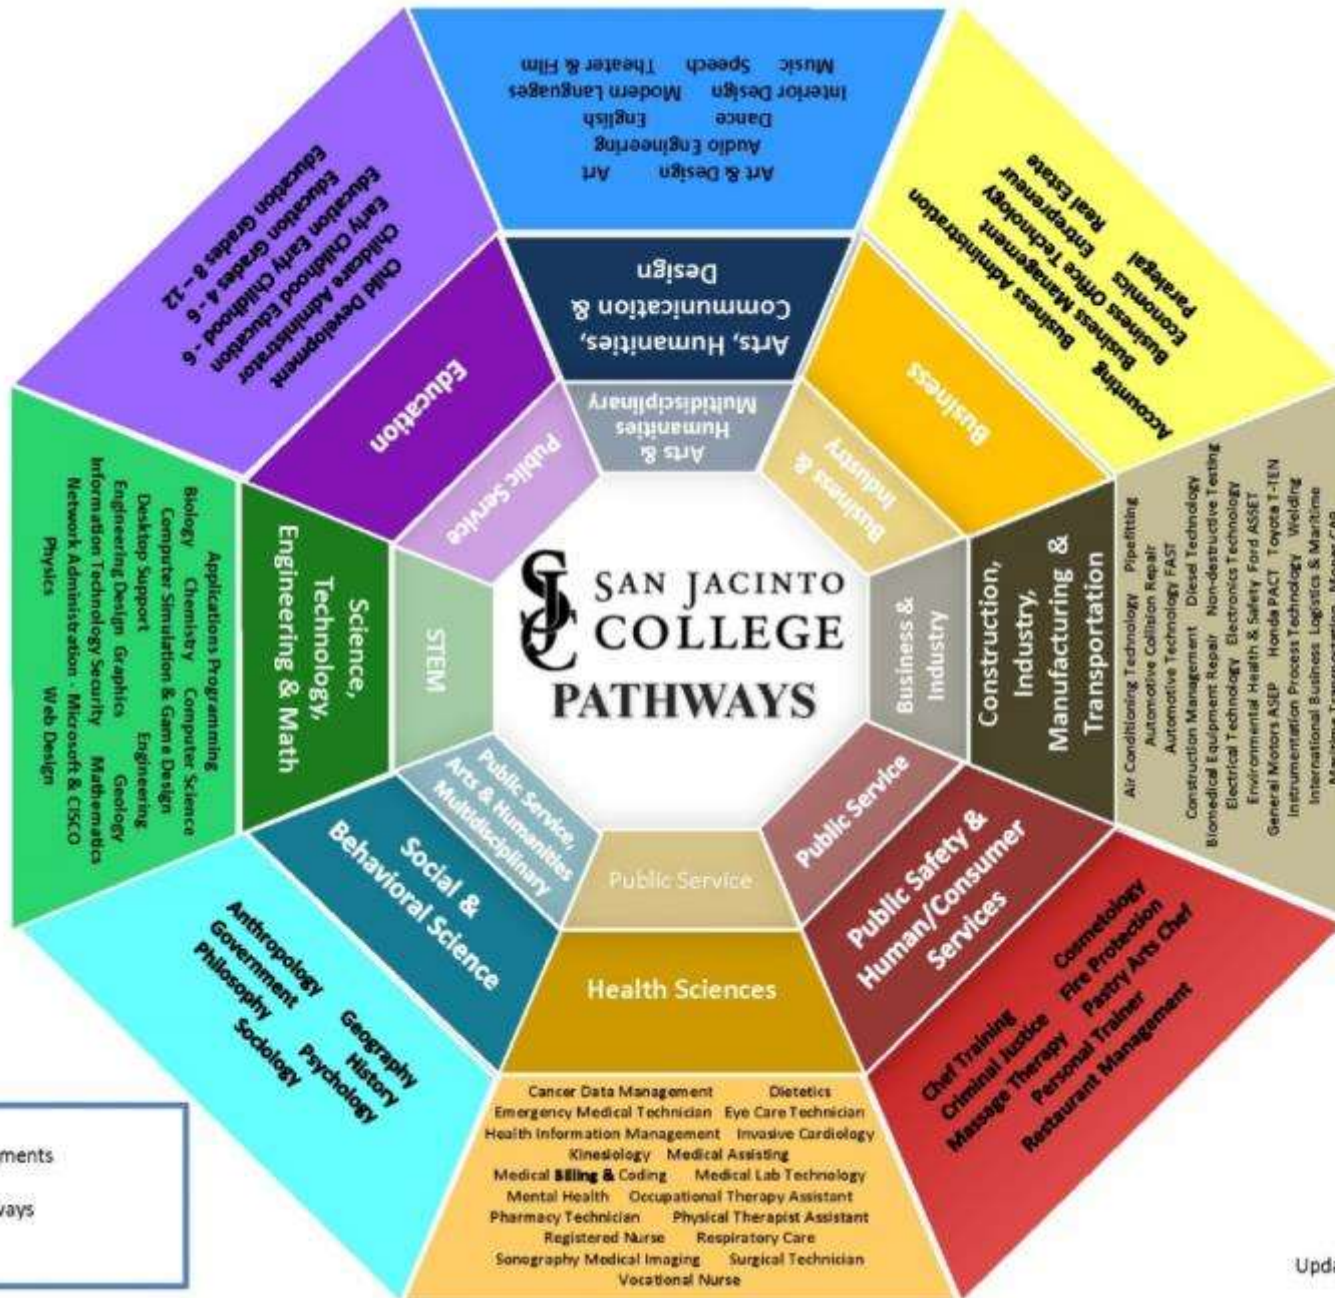 SJC SAN JACINTO
COLLEGE
PATHWAYS
Arts &
Humanities
Multidisciplinary
Arts, Humanities,
Communication &
Design
Art & Design Art
Audio Engineering
Dance English
Interior Design Modern Languages
Music Speech Theater & Film
Business &
Industry
Business
Accounting
Business Administration
Business Management
Business Office Technology
Economics Entrepreneur
Paralegal Real Estate
Business &
Industry
Construction,
Industry,
Manufacturing &
Transportation
Air Conditioning Technology Pipefitting
Automotive Collision Repair
Automotive Technology FAST
Construction Management Diesel Technology
Biomedical Equipment Repair Non-destructive Testing
Electrical Technology Electronics Technology
Environmental Health & Safety Ford ASSET
General Motors ASEP Honda PACT Toyota T-TEN
Instrumentation Process Technology Welding
International Business Logistics & Maritime
Public Service
Public Safety &
Human/Consumer
Services
Chef Training Cosmetology
Criminal Justice Fire Protection
Massage Therapy Pastry Arts Chef
Personal Trainer
Restaurant Management
Public Service
Health Sciences
Cancer Data Management Dietetics
Emergency Medical Technician Eye Care Technician
Health Information Management Invasive Cardiology
Kinesiology Medical Assisting
Medical Billing & Coding Medical Lab Technology
Mental Health Occupational Therapy Assistant
Pharmacy Technician Physical Therapist Assistant
Registered Nurse Respiratory Care
Sonography Medical Imaging Surgical Technician
Vocational Nurse
Public Service,
Arts & Humanities
Multidisciplinary
Social &
Behavioral Science
Anthropology Geography
Government History
Philosophy Psychology
Sociology
STEM
Science,
Technology,
Engineering & Math
Applications Programming
Biology Chemistry Computer Science
Computer Simulation & Game Design
Desktop Support Engineering
Engineering Design Graphics Geology
Information Technology Security Mathematics
Network Administration Microsoft & CISCO
Physics Web Design
Public Service
Education
Child Development
Childcare Administrator
Early Childhood Education
Education Early Childhood - 6
Education Grades 4 – 6
Education Grades 8 – 12
ments
ways
Upda